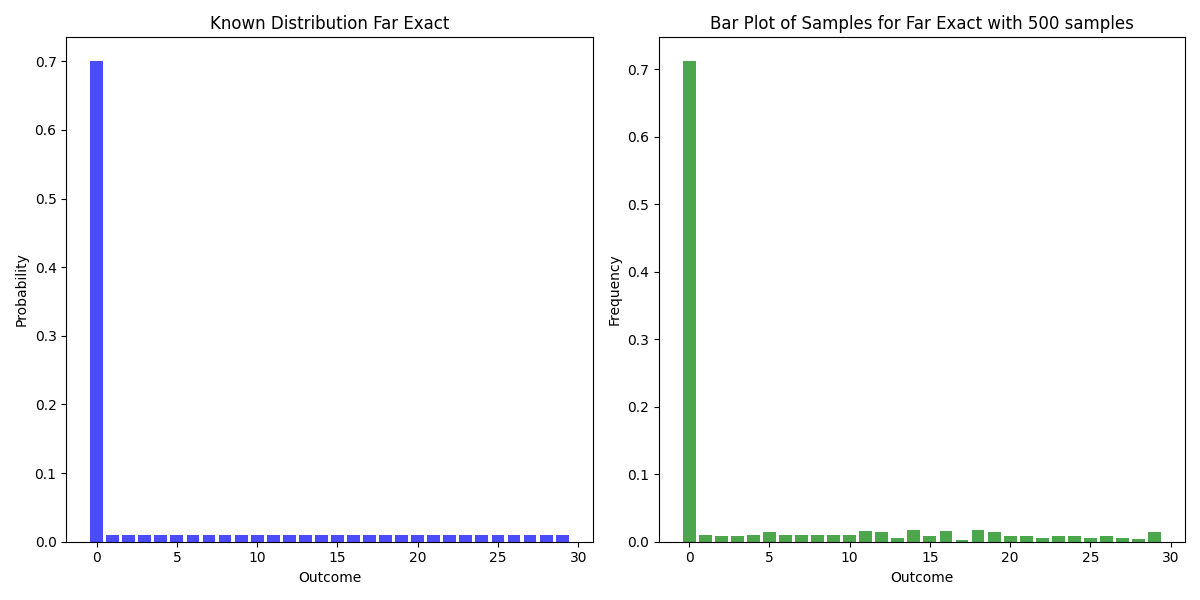 Known Distribution Far Exact
0.7
0.6
0.5
0.4
0.3
0.2
0.1
0.0
Probability
0 5 10 15 20 25 30
Outcome
Bar Plot of Samples for Far Exact with 500 samples
0.7
0.6
0.5
0.4
0.3
0.2
0.1
0.0
Frequency
0 5 10 15 20 25 30
Outcome